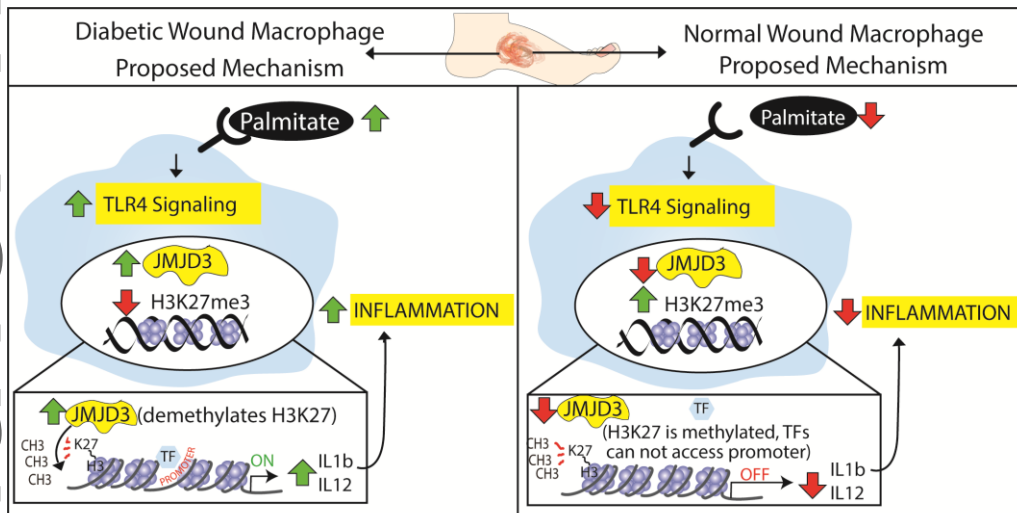 Diabetic Wound Macrophage
Proposed Mechanism
Normal Wound Macrophage
Proposed Mechanism
Palmitate
TLR4 Signaling
JMJD3
H3K27me3
INFLAMMATION
JMJD3 (demethylates H3K27)
CH3
CH3
CH3
K27
H3
TF
PROMOTER
ON
IL1b
IL12
Palmitate
TLR4 Signaling
JMJD3
H3K27me3
INFLAMMATION
JMJD3
TF
(H3K27 is methylated, TFs
can not access promoter)
CH3
CH3
CH3
K27
H3
OFF
IL1b
IL12